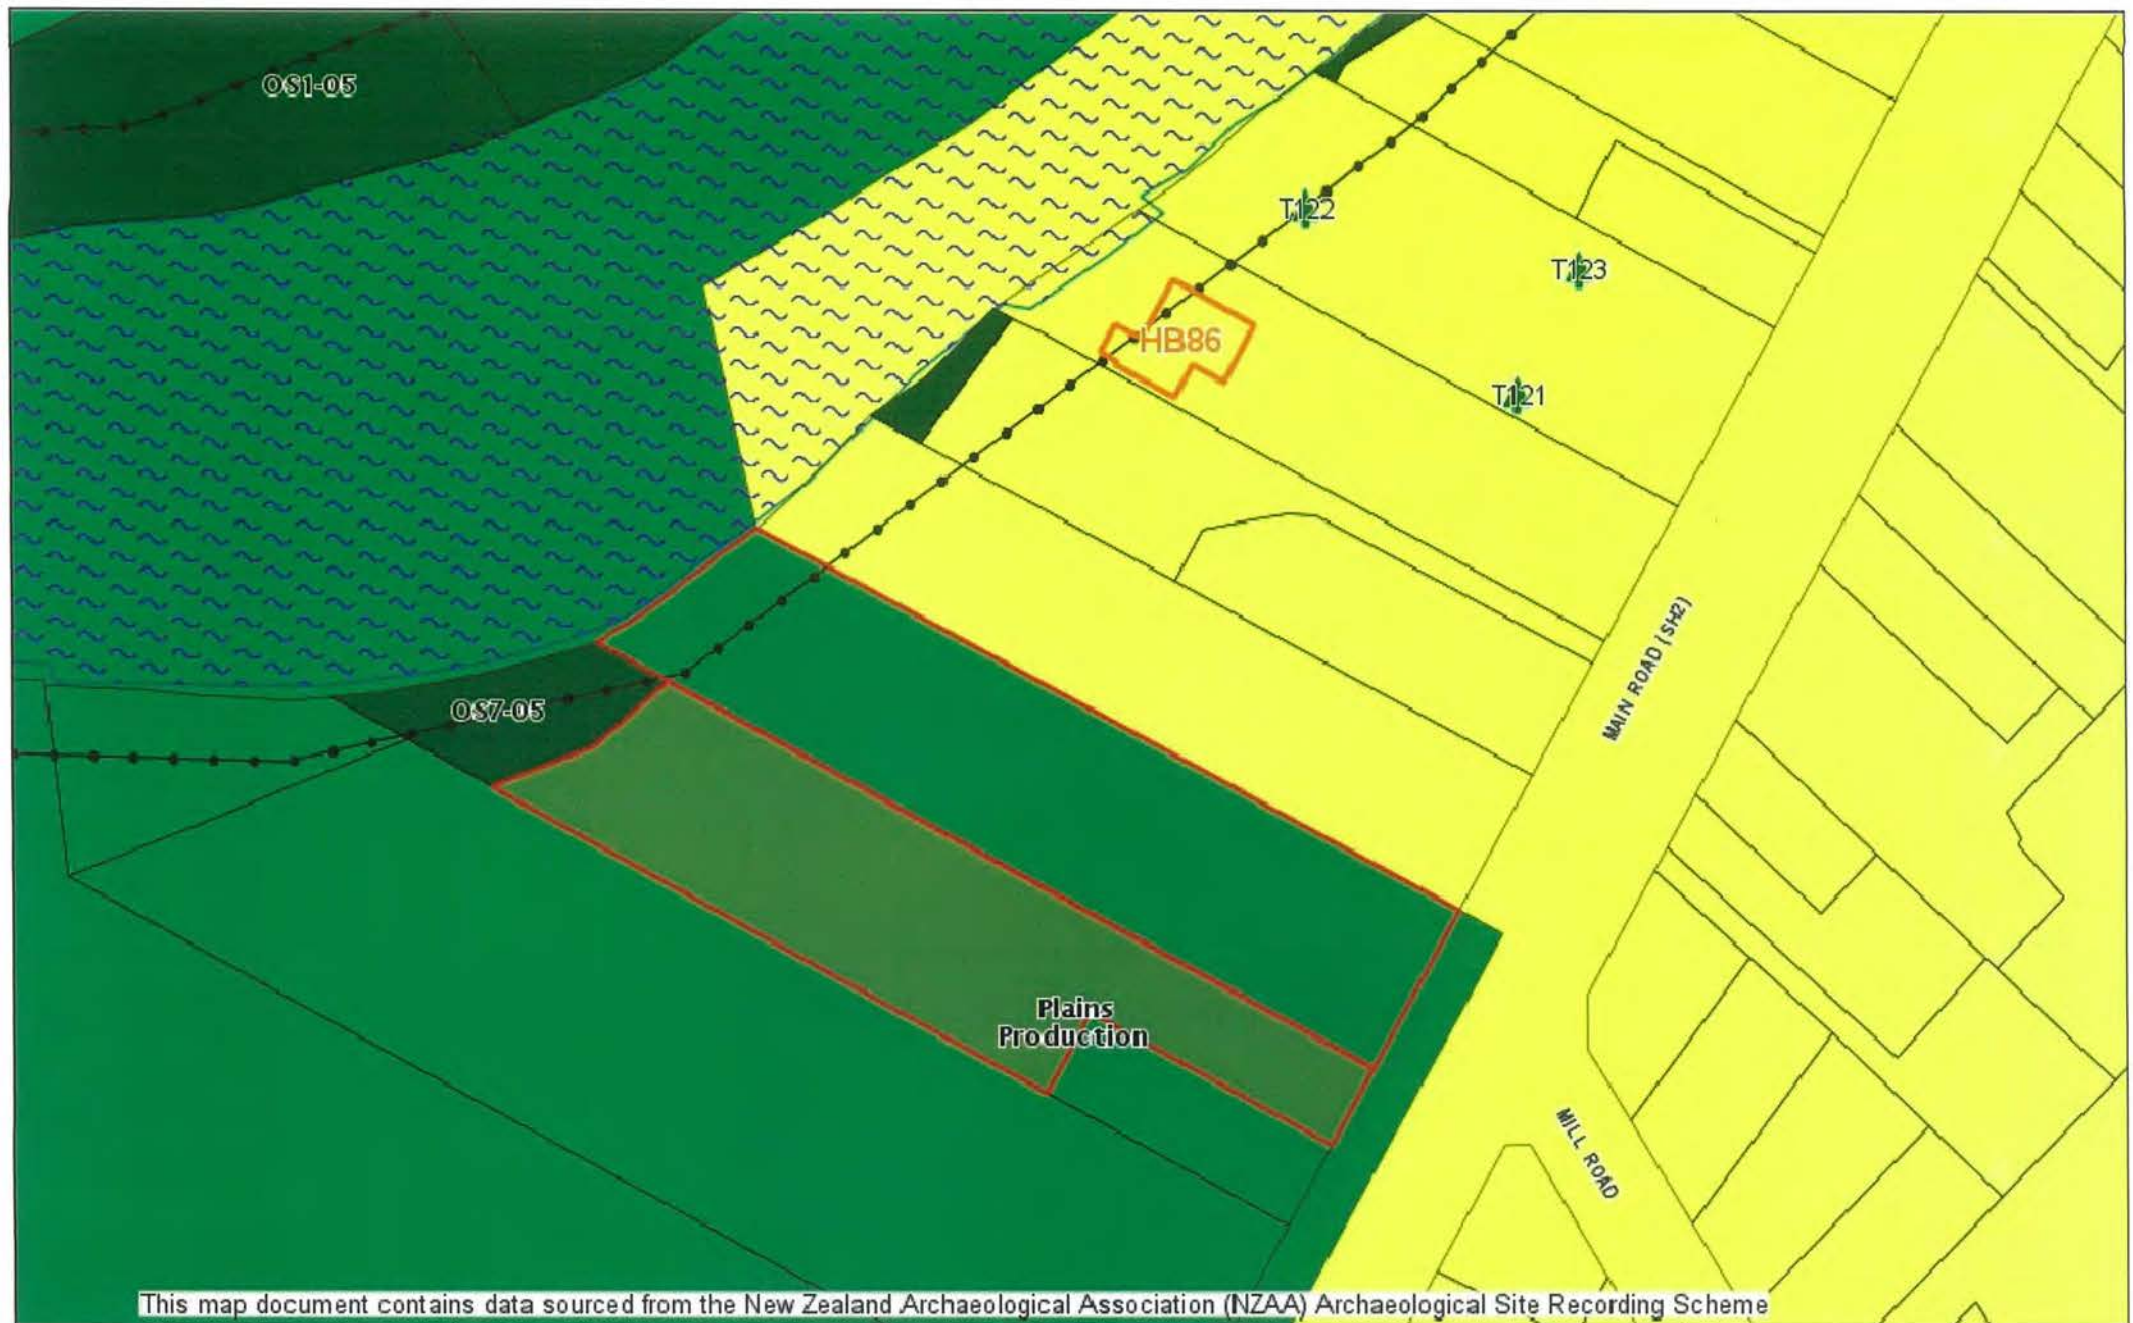 OS1-05
T122
T123
HB86
T121
MAIN ROAD (SH2)
OS7-05
Plains
Production
MILL ROAD
This map document contains data sourced from the New Zealand Archaeological Association (NZAA) Archaeological Site Recording Scheme